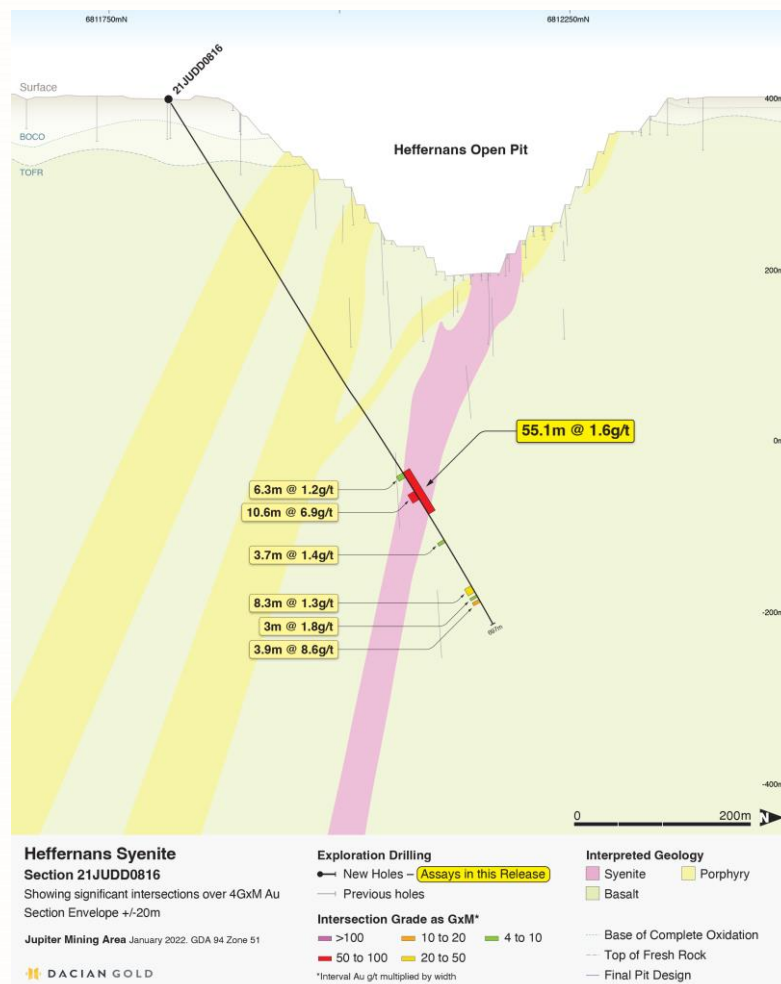 6811750mN
6812250mN
21JUDD0816
Surface
400m
BOCO
Heffernans Open Pit
TOFR
200m
55.1m @ 1.6g/t
0m
6.3m @ 1.2g/t
10.6m @ 6.9g/t
3.7m @ 1.4g/t
8.3m @ 1.3g/t
-200m
3m @ 1.8g/t
3.9m @ 8.6g/t
697m
-400m
0 200m N
Heffernans Syenite
Section 21JUDD0816
Showing significant intersections over 4GxM Au
Section Envelope +/-20m
Jupiter Mining Area January 2022. GDA 94 Zone 51
DACIAN GOLD
Exploration Drilling
New Holes – Assays in this Release
Previous holes
Intersection Grade as GxM*
>100 10 to 20 4 to 10
50 to 100 20 to 50
*Interval Au g/t multiplied by width
Interpreted Geology
Syenite Porphyry
Basalt
Base of Complete Oxidation
Top of Fresh Rock
Final Pit Design